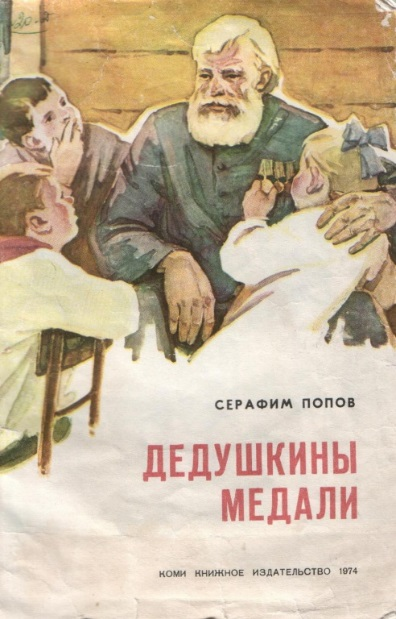 СЕРАФИМ ПОПОВ
ДЕДУШКИНЫ
МЕДАЛИ
КОМИ КНИЖНОЕ ИЗДАТЕЛЬСТВО 1974